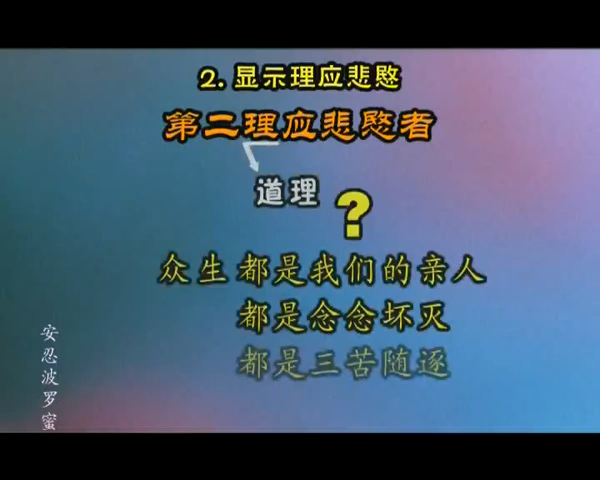 2. 显示理应悲愍
第二理应悲愍者
道理
?
众生都是我们的亲人
都是念念坏灭
都是三苦随逐
安忍波罗蜜